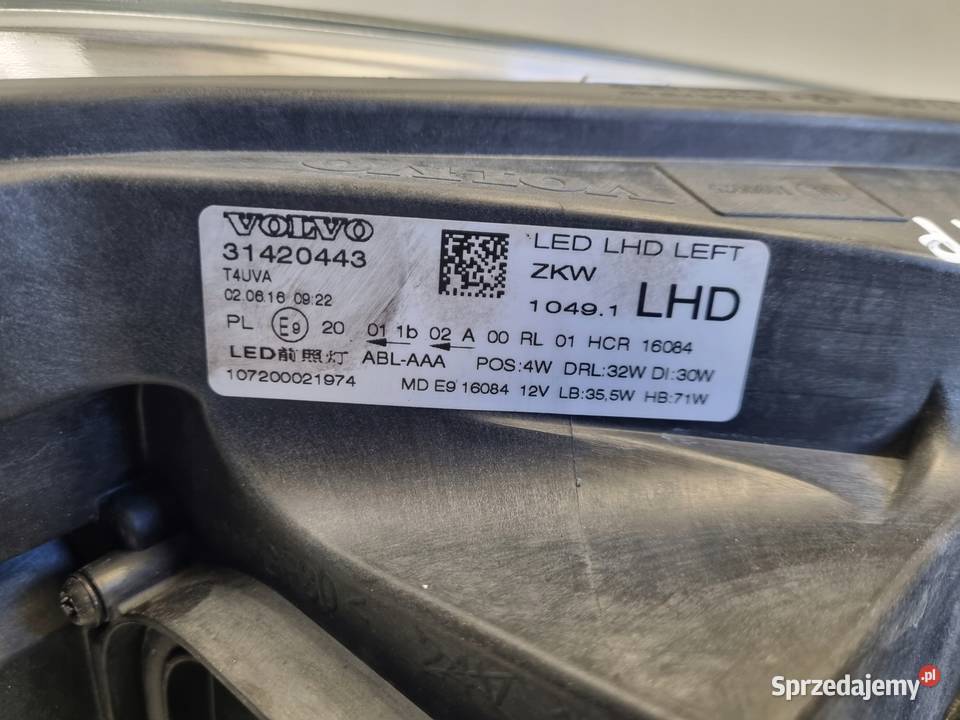 VOLVO
VOLVO
31420443
T4UVA
02.06.16 09:22
LED LHD LEFT
ZKW
1049.1 LHD
PL E9 20 01 1b 02 A 00 RL 01 HCR 16084
LED前照灯 ABL-AAA POS:4W DRL:32W DI:30W
107200021974 MD E9 16084 12V LB:35,5W HB:71W
Sprzedajemy.pl